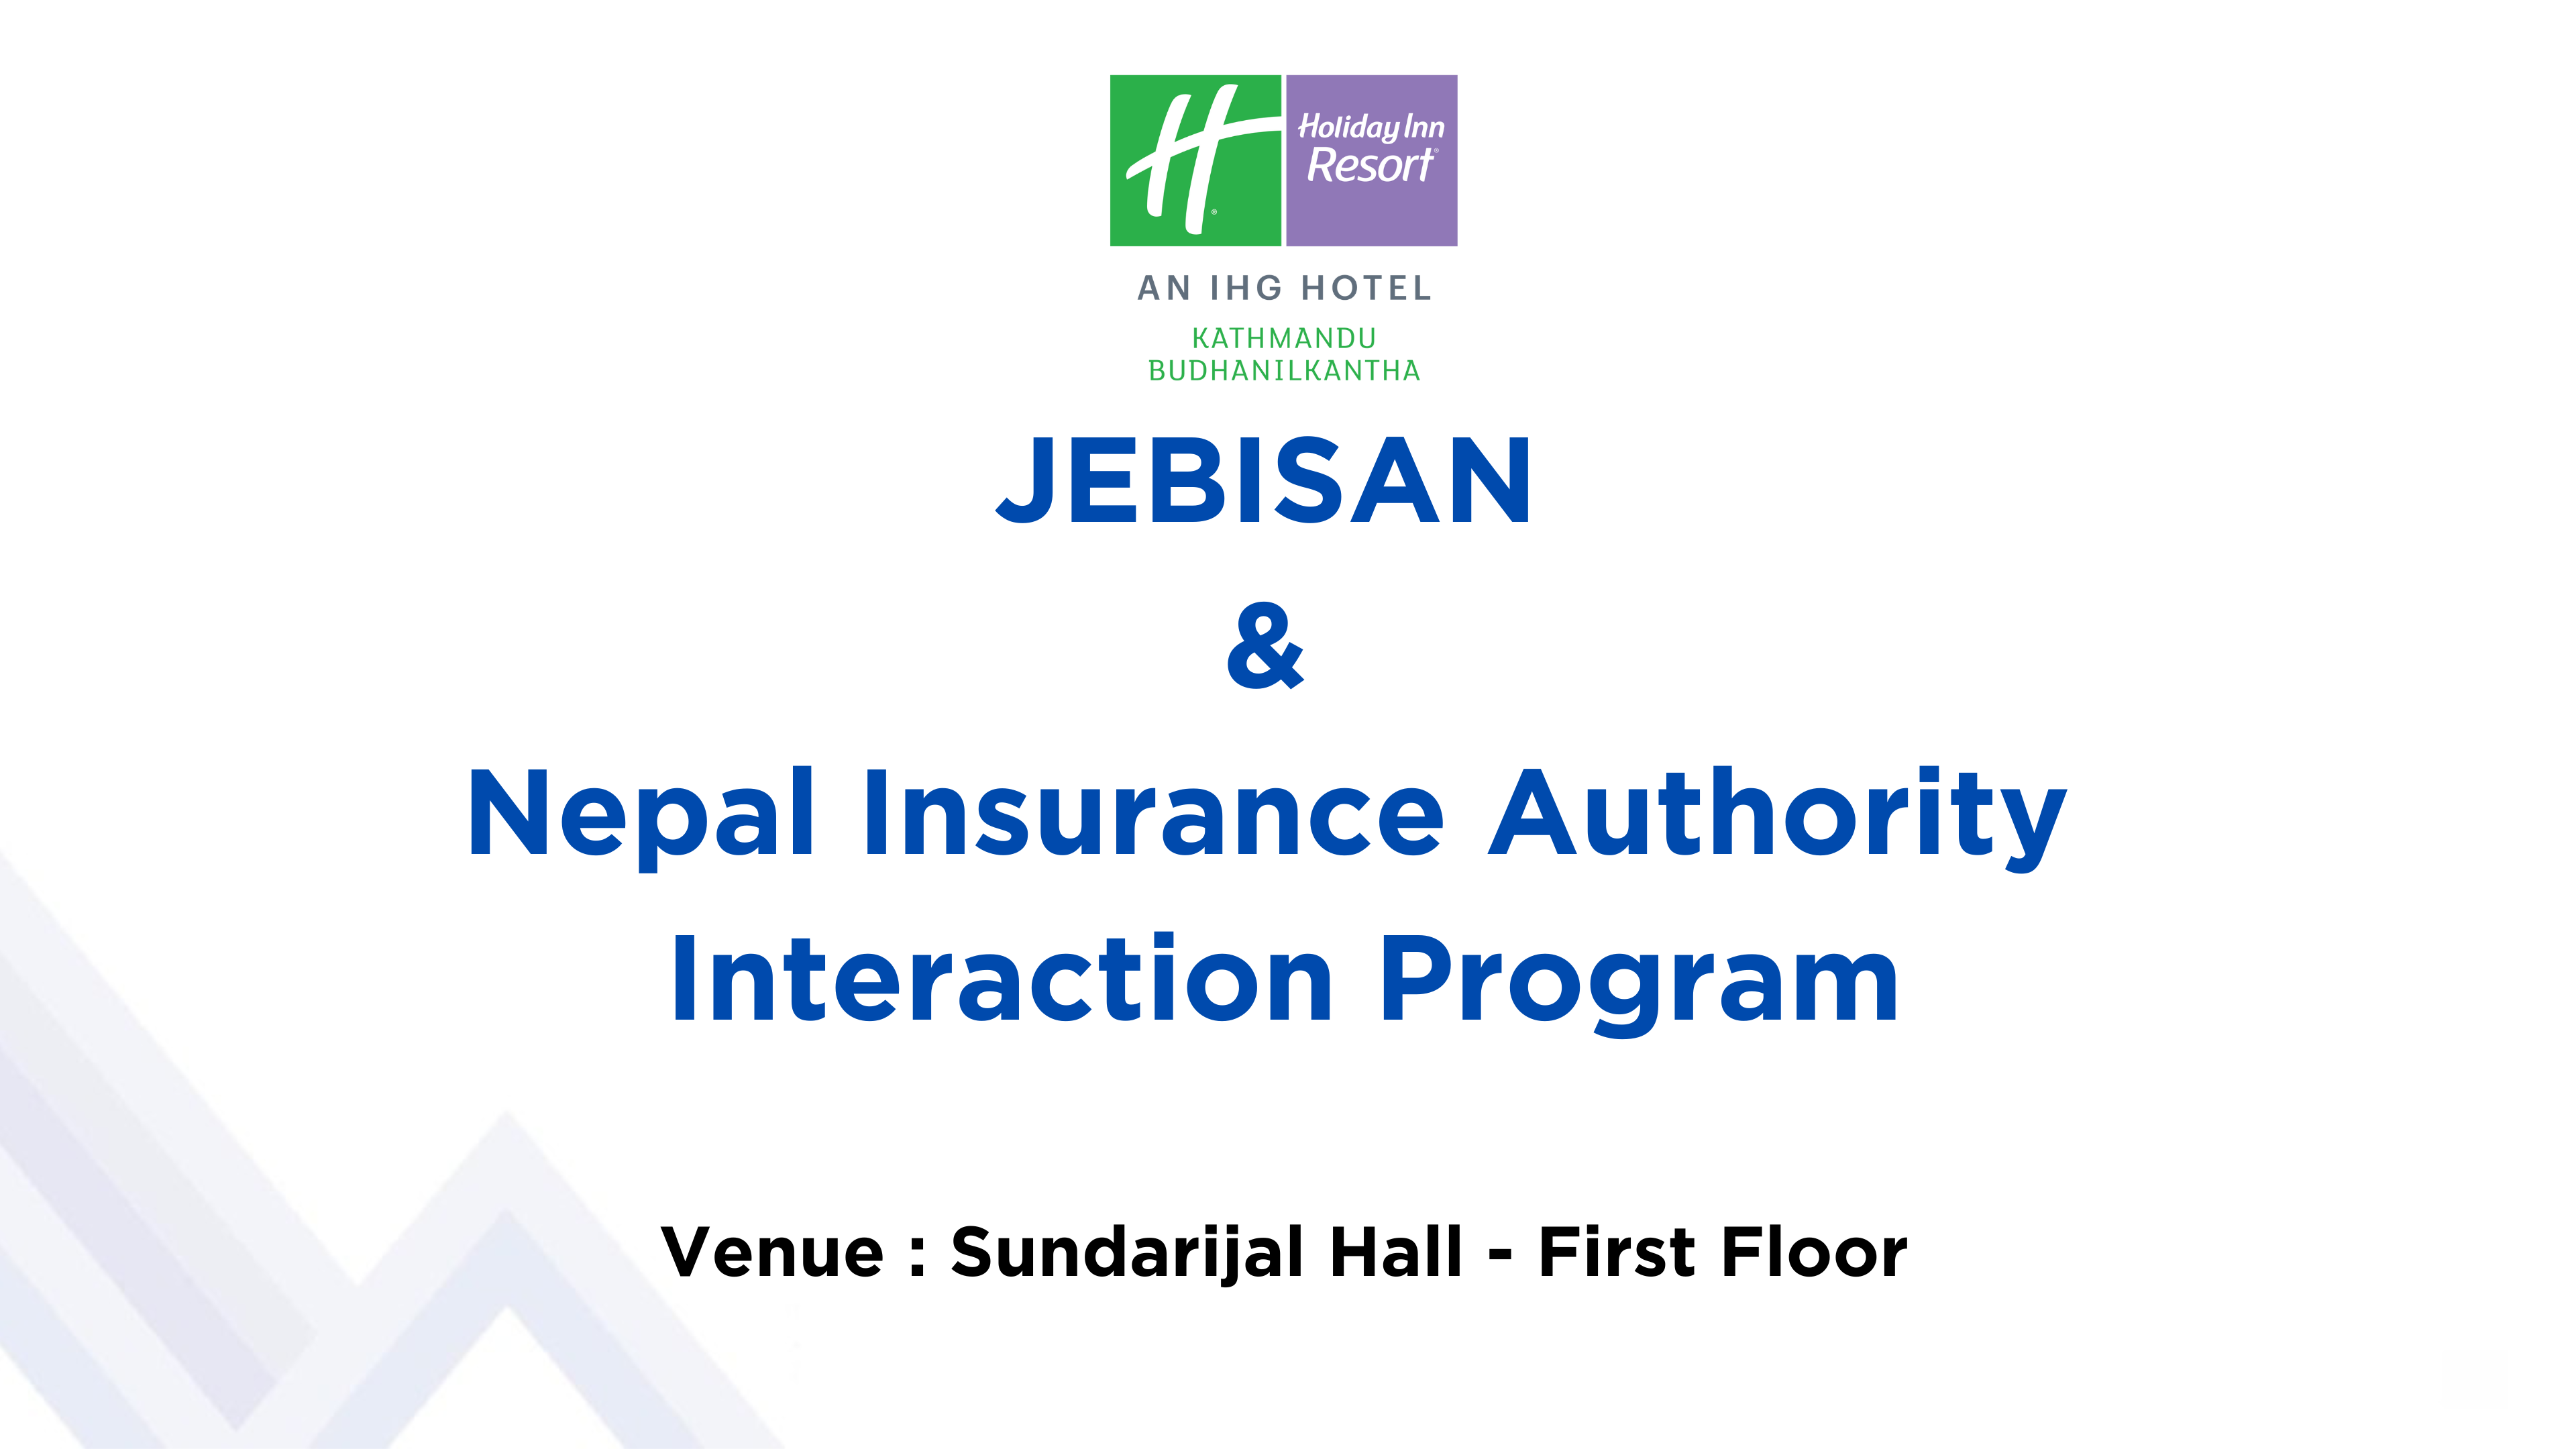 Holiday Inn
Resort
AN IHG HOTEL
KATHMANDU
BUDHANILKANTHA
JEBISAN
&
Nepal Insurance Authority
Interaction Program
Venue : Sundarijal Hall - First Floor